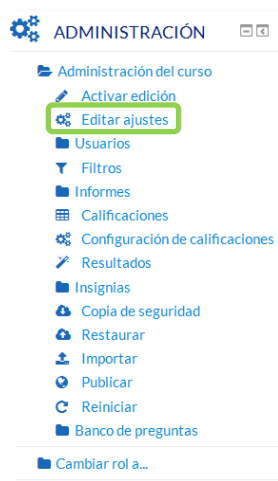 ADMINISTRACIÓN
Administración del curso
Activar edición
Editar ajustes
Usuarios
Filtros
Informes
Calificaciones
Configuración de calificaciones
Resultados
Insignias
Copia de seguridad
Restaurar
Importar
Publicar
Reiniciar
Banco de preguntas
Cambiar rol a...